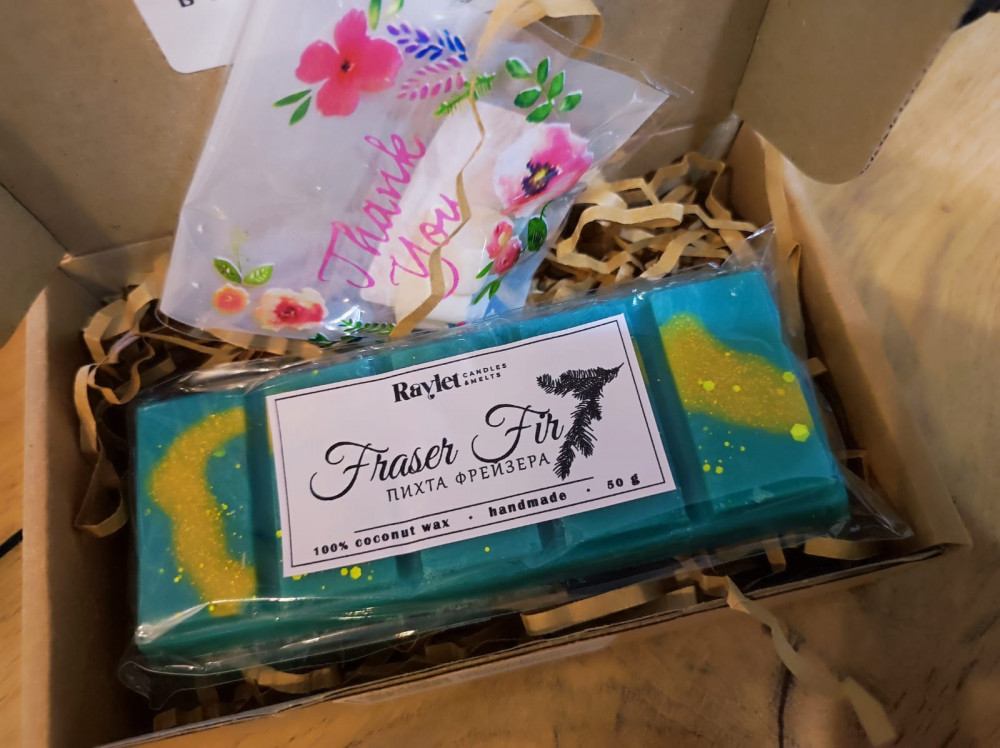 Thank
You
Raylet CANDLES
& MELTS
Fraser Fir
ПИХТА ФРЕЙЗЕРА
100% coconut wax · handmade · 50 g